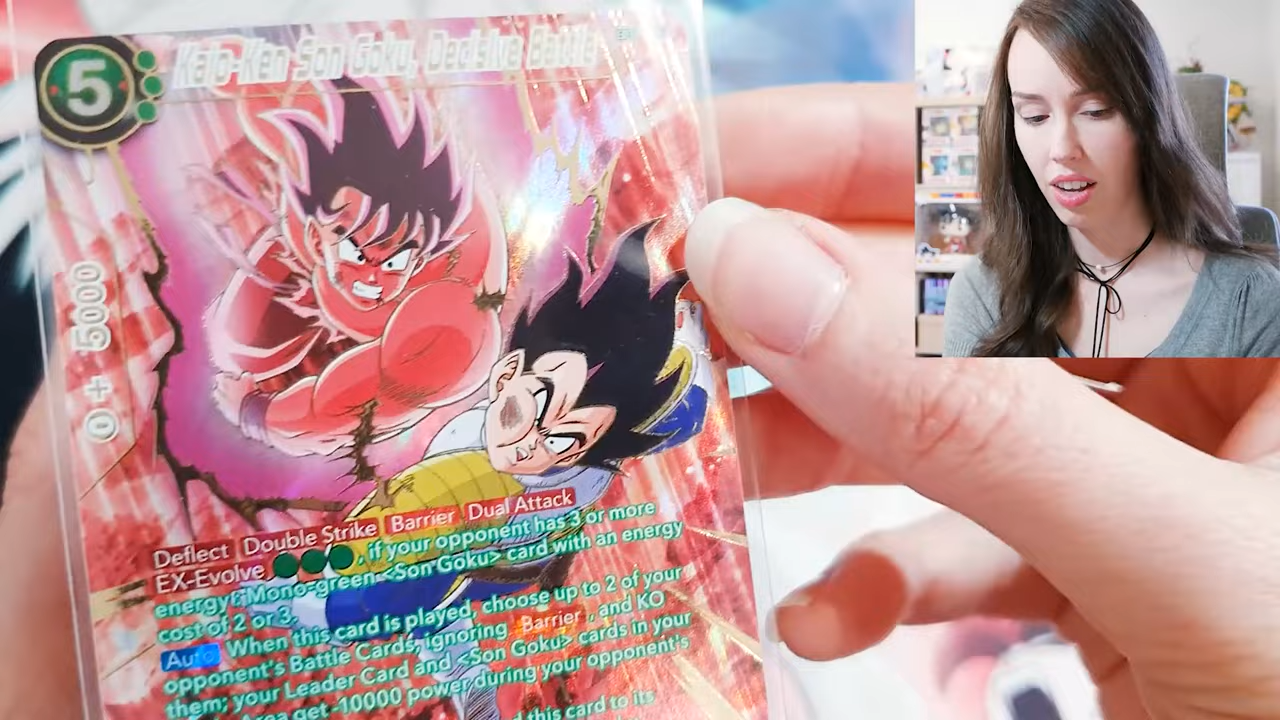 5
Kaio-Ken Son Goku, Decisive Battle
0 + 5000
Deflect Double Strike Barrier Dual Attack
EX-Evolve , if your opponent has 3 or more
energy: Mono-green <Son Goku> card with an energy
cost of 2 or 3.
Auto When this card is played, choose up to 2 of your
opponent's Battle Cards, ignoring Barrier , and KO
them; your Leader Card and <Son Goku> cards in your
Area get -10000 power during your opponent's
d this card to its